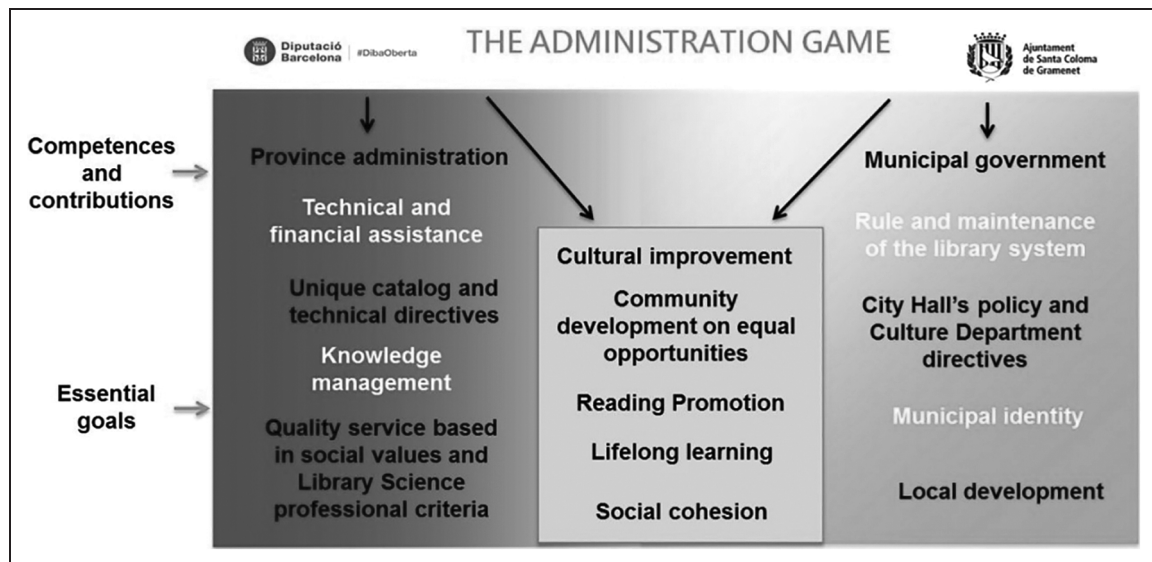 Diputació
Barcelona
#DibaOberta
THE ADMINISTRATION GAME
Ajuntament
de Santa Coloma
de Gramenet
Competences
and
contributions
Essential
goals
Province administration
Technical and
financial assistance
Unique catalog and
technical directives
Knowledge
management
Quality service based
in social values and
Library Science
professional criteria
Cultural improvement
Community
development on equal
opportunities
Reading Promotion
Lifelong learning
Social cohesion
Municipal government
Rule and maintenance
of the library system
City Hall's policy and
Culture Department
directives
Municipal identity
Local development